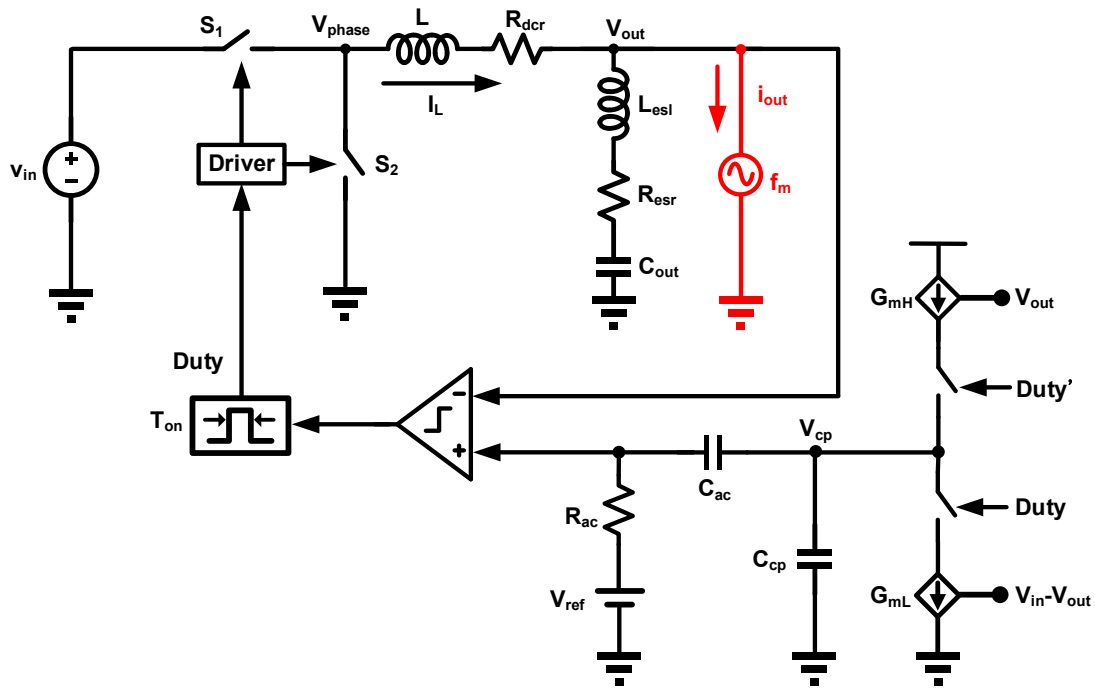 S1
Vphase
L
Rdcr
Vout
IL
Lesl
iout
vin
+
−
Driver
S2
Resr
fm
Cout
GmH
Vout
Duty
Duty'
Ton
−
+
Vcp
Cac
Duty
Rac
Ccp
Vref
GmL
Vin-Vout